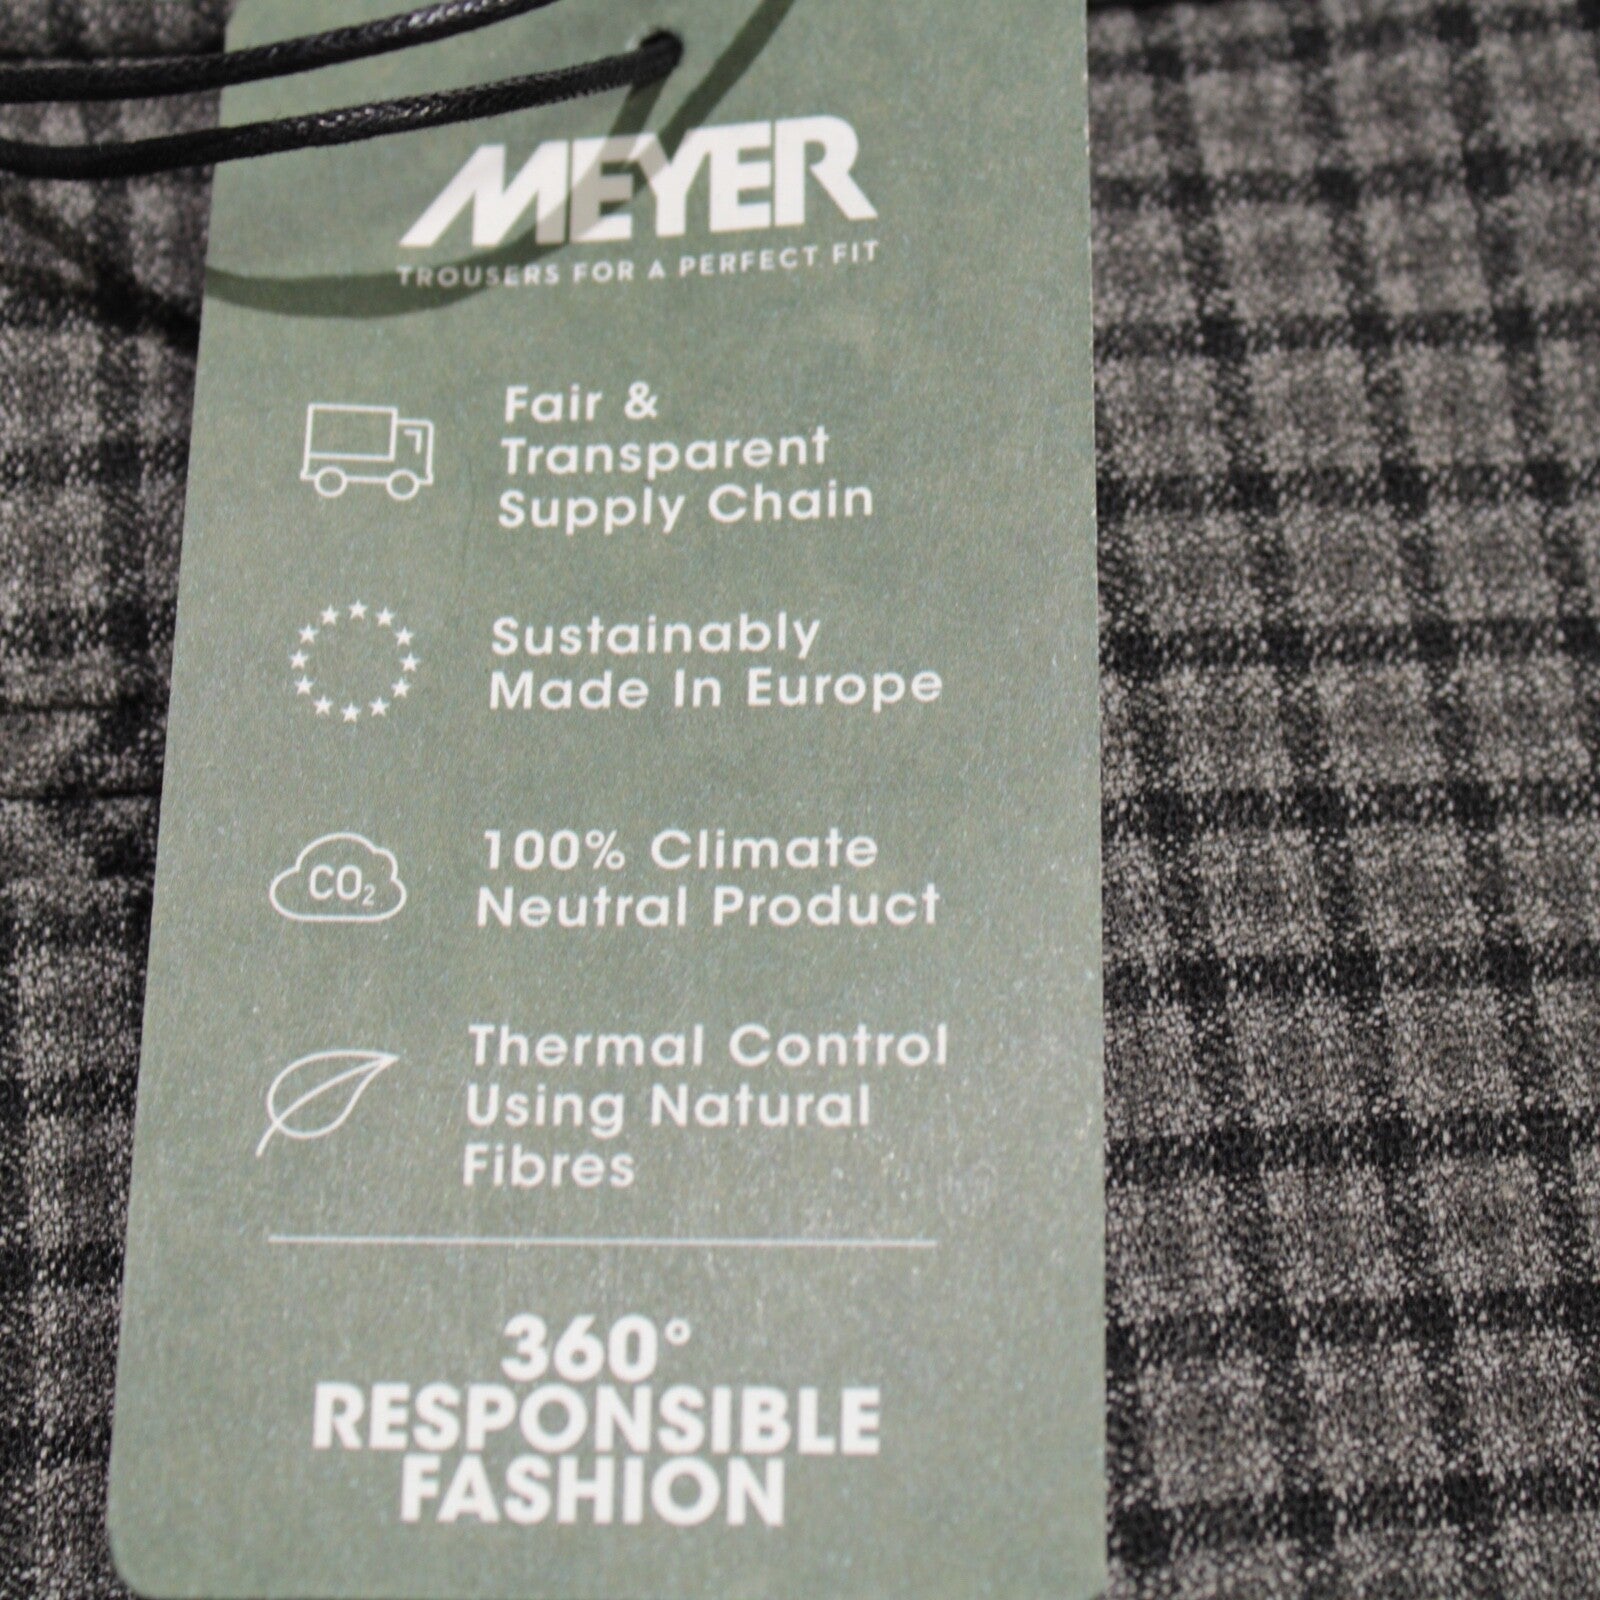 MEYER
TROUSERS FOR A PERFECT FIT
Fair &
Transparent
Supply Chain
Sustainably
Made In Europe
CO₂
100% Climate
Neutral Product
Thermal Control
Using Natural
Fibres
360°
RESPONSIBLE
FASHION